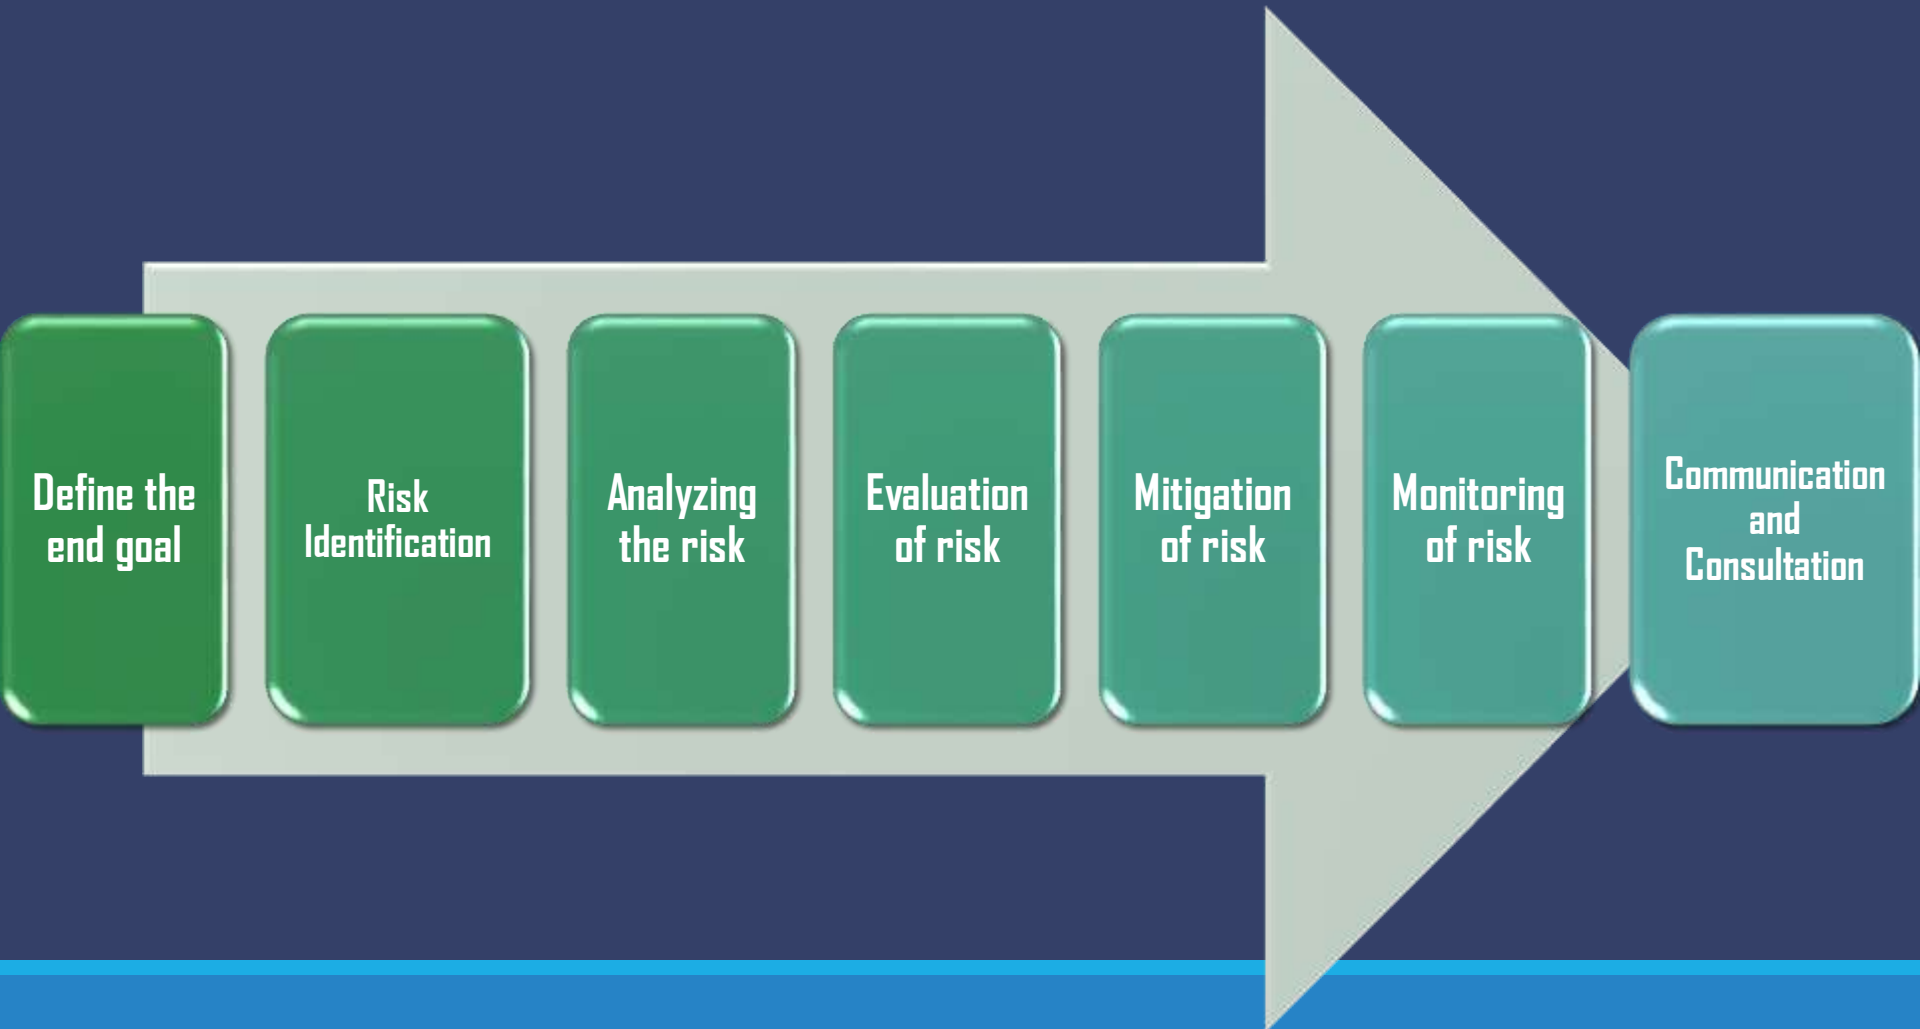 Define the
end goal
Risk
Identification
Analyzing
the risk
Evaluation
of risk
Mitigation
of risk
Monitoring
of risk
Communication
and
Consultation